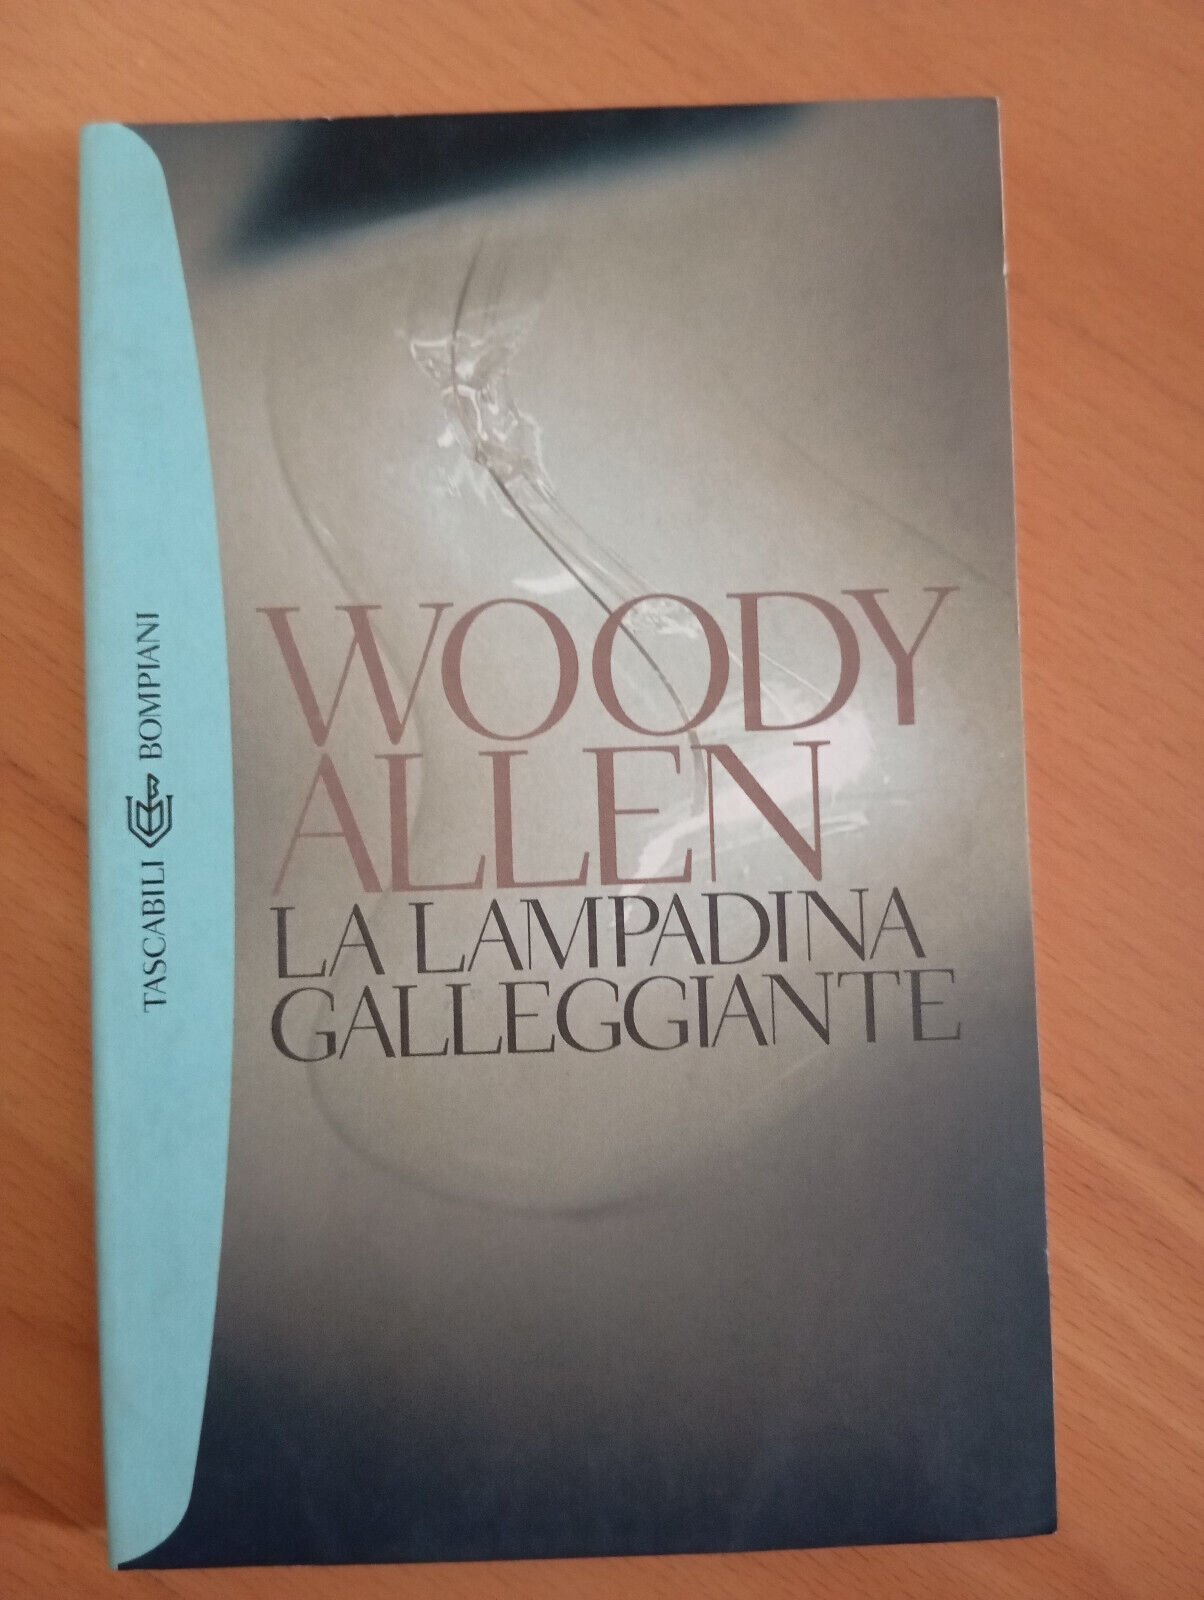 WOODY
ALLEN
LA LAMPADINA
GALLEGGIANTE
TASCABILI BOMPIANI